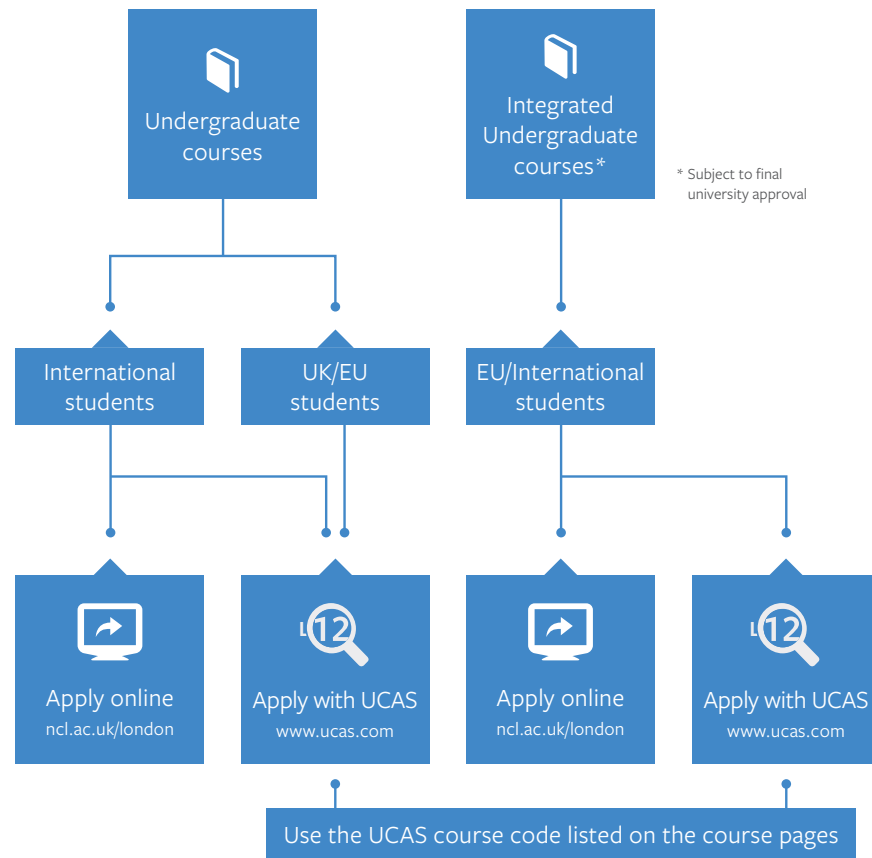 Undergraduate
courses
Integrated
Undergraduate
courses*
* Subject to final
university approval
International
students
UK/EU
students
EU/International
students
L12
Apply online
ncl.ac.uk/london
L12
Apply with UCAS
www.ucas.com
Apply online
ncl.ac.uk/london
Apply with UCAS
www.ucas.com
Use the UCAS course code listed on the course pages